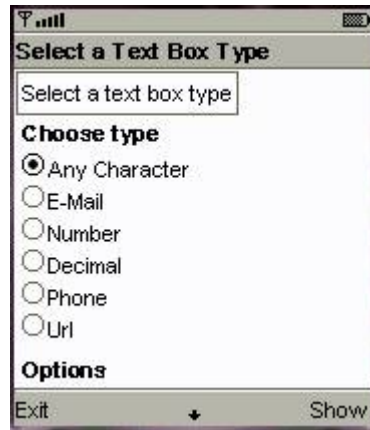 Select a Text Box Type
Select a text box type
Choose type
Any Character
E-Mail
Number
Decimal
Phone
Url
Options
Exit Show